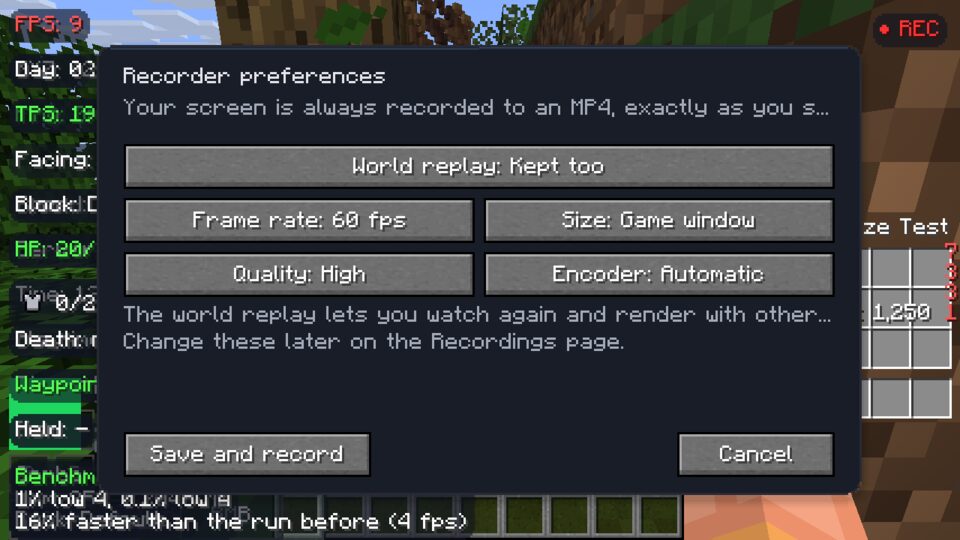 FPS: 9
REC
Day: 02
TPS: 19
Facing:
Block: D
HP: 20/
0/2
Death:
Waypoin
Held: -
Benchm
1% low 4, 0.1% low 4
16% faster than the run before (4 fps)
Recorder preferences
Your screen is always recorded to an MP4, exactly as you s...
World replay: Kept too
Frame rate: 60 fps
Size: Game window
Quality: High
Encoder: Automatic
The world replay lets you watch again and render with other...
Change these later on the Recordings page.
Save and record
Cancel
ze Test
1,250